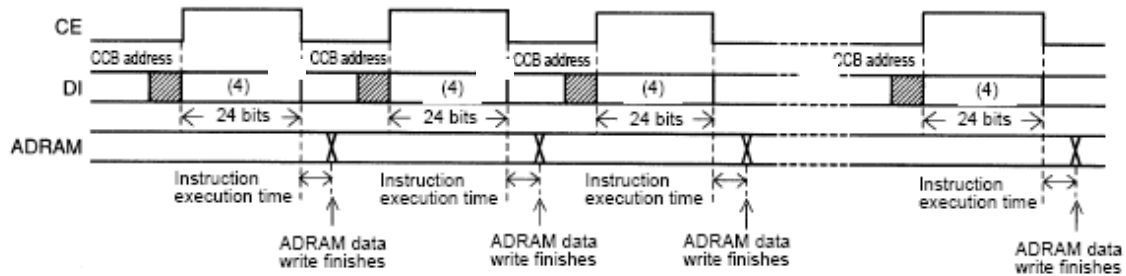 CE
CCB address CCB address CCB address CCB address
DI (4) (4) (4) (4)
24 bits 24 bits 24 bits 24 bits
ADRAM
Instruction Instruction Instruction Instruction
execution time execution time execution time execution time
ADRAM data ADRAM data ADRAM data ADRAM data
write finishes write finishes write finishes write finishes